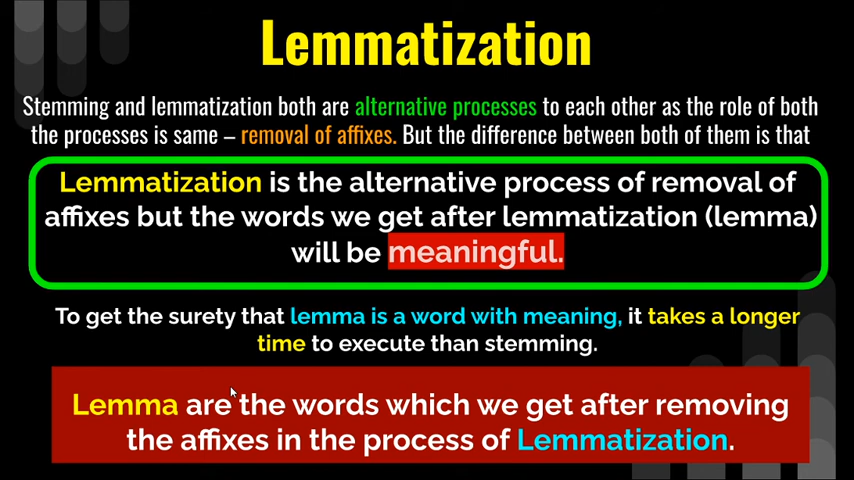 Lemmatization
Stemming and lemmatization both are alternative processes to each other as the role of both
the processes is same – removal of affixes. But the difference between both of them is that
Lemmatization is the alternative process of removal of
affixes but the words we get after lemmatization (lemma)
will be meaningful.
To get the surety that lemma is a word with meaning, it takes a longer
time to execute than stemming.
Lemma are the words which we get after removing
the affixes in the process of Lemmatization.